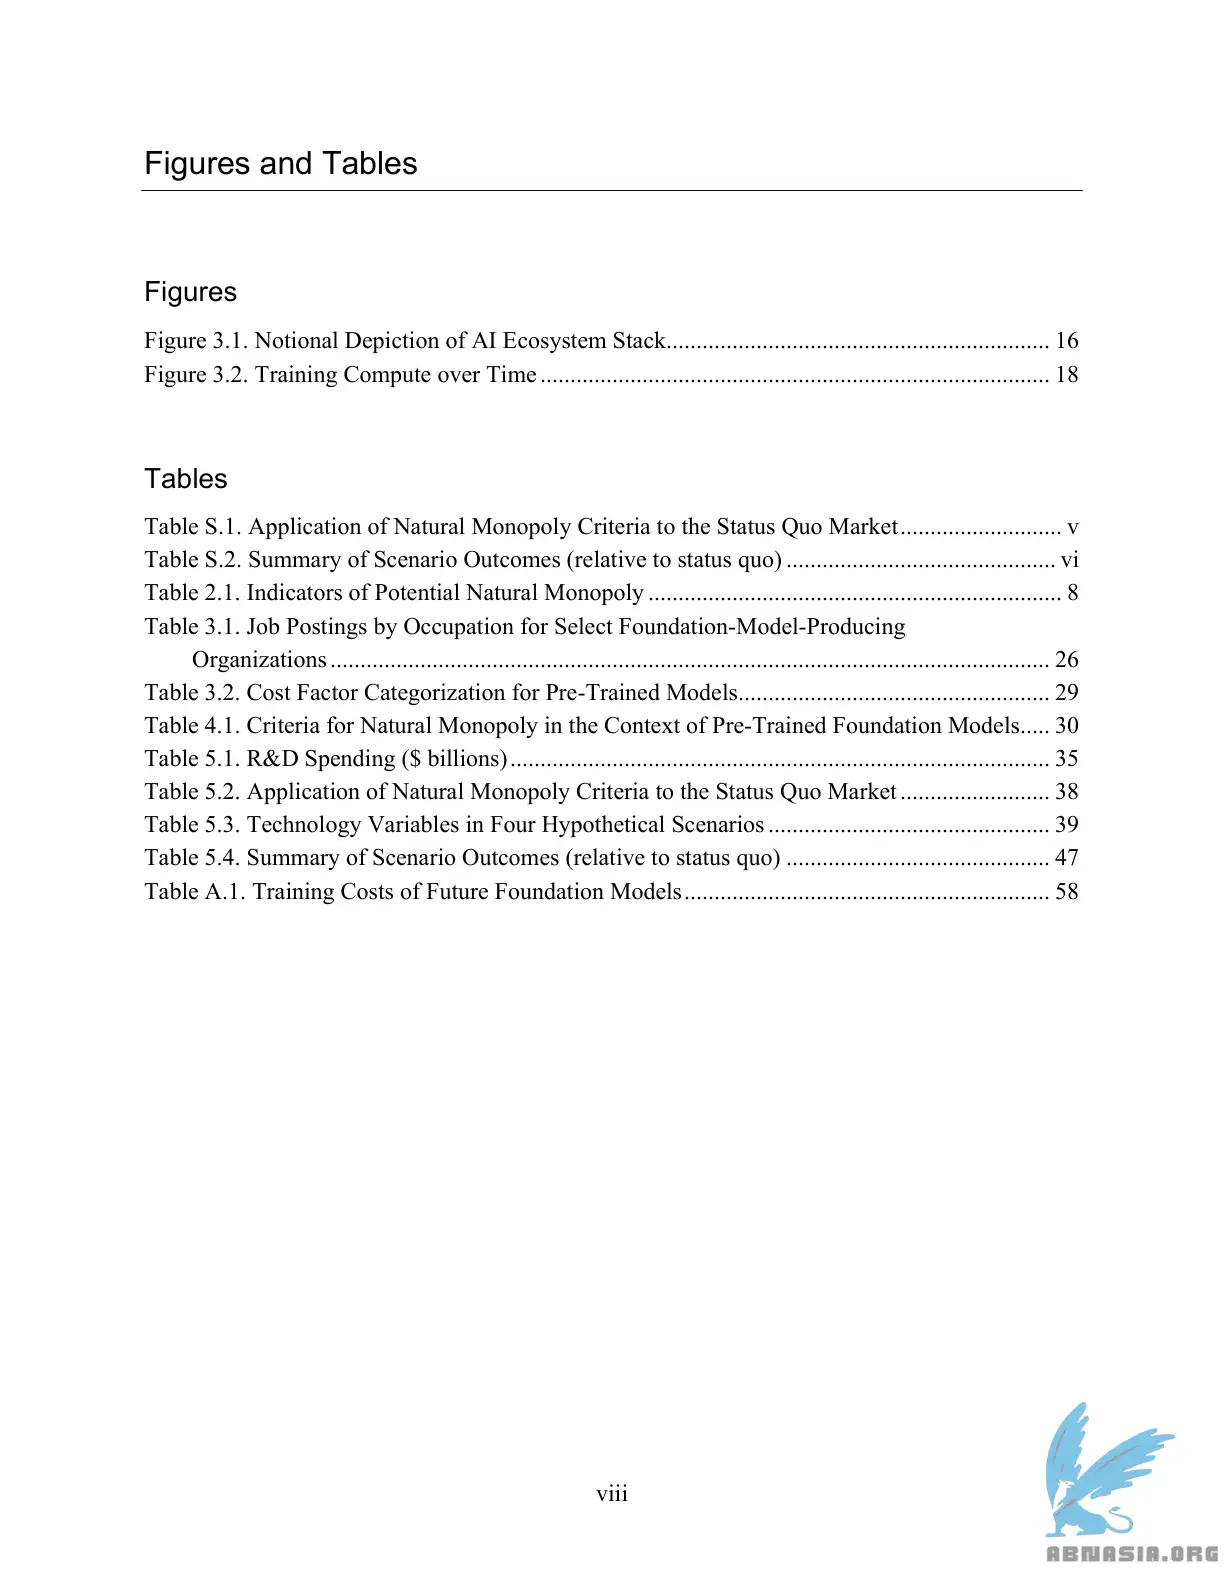 Figures and Tables
Figures
Figure 3.1. Notional Depiction of AI Ecosystem Stack................................................................ 16
Figure 3.2. Training Compute over Time ..................................................................................... 18
Tables
Table S.1. Application of Natural Monopoly Criteria to the Status Quo Market........................... v
Table S.2. Summary of Scenario Outcomes (relative to status quo) ............................................. vi
Table 2.1. Indicators of Potential Natural Monopoly ..................................................................... 8
Table 3.1. Job Postings by Occupation for Select Foundation-Model-Producing
Organizations ........................................................................................................................ 26
Table 3.2. Cost Factor Categorization for Pre-Trained Models.................................................... 29
Table 4.1. Criteria for Natural Monopoly in the Context of Pre-Trained Foundation Models..... 30
Table 5.1. R&D Spending ($ billions).......................................................................................... 35
Table 5.2. Application of Natural Monopoly Criteria to the Status Quo Market......................... 38
Table 5.3. Technology Variables in Four Hypothetical Scenarios ............................................... 39
Table 5.4. Summary of Scenario Outcomes (relative to status quo) ............................................ 47
Table A.1. Training Costs of Future Foundation Models............................................................. 58
viii
ABNASIA.ORG